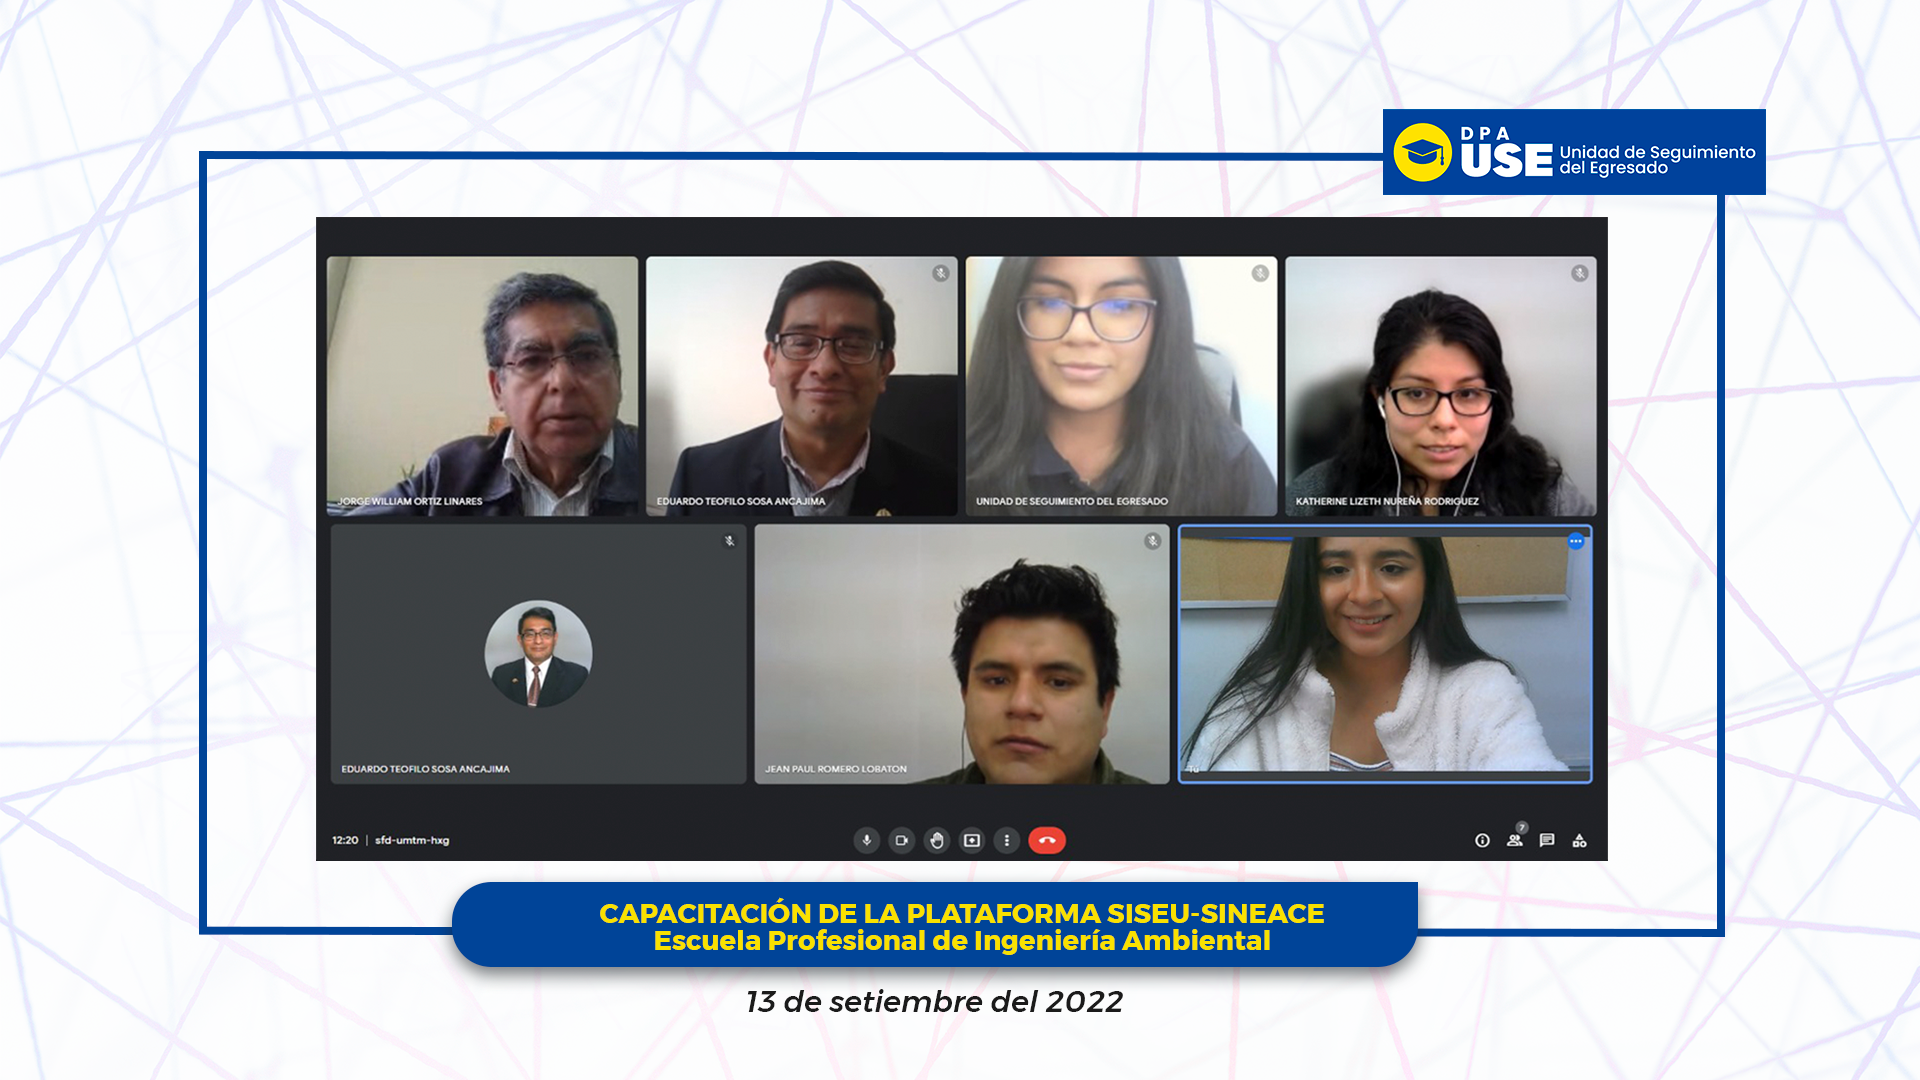 DPA
USE Unidad de Seguimiento
del Egresado
JORGE WILLIAM ORTIZ LINARES
EDUARDO TEOFILO SOSA ANCAJIMA
UNIDAD DE SEGUIMIENTO DEL EGRESADO
KATHERINE LIZETH NUREÑA RODRIGUEZ
EDUARDO TEOFILO SOSA ANCAJIMA
JEAN PAUL ROMERO LOBATON
Tú
12:20 | sfd-umtm-hxg
7
CAPACITACIÓN DE LA PLATAFORMA SISEU-SINEACE
Escuela Profesional de Ingeniería Ambiental
13 de setiembre del 2022